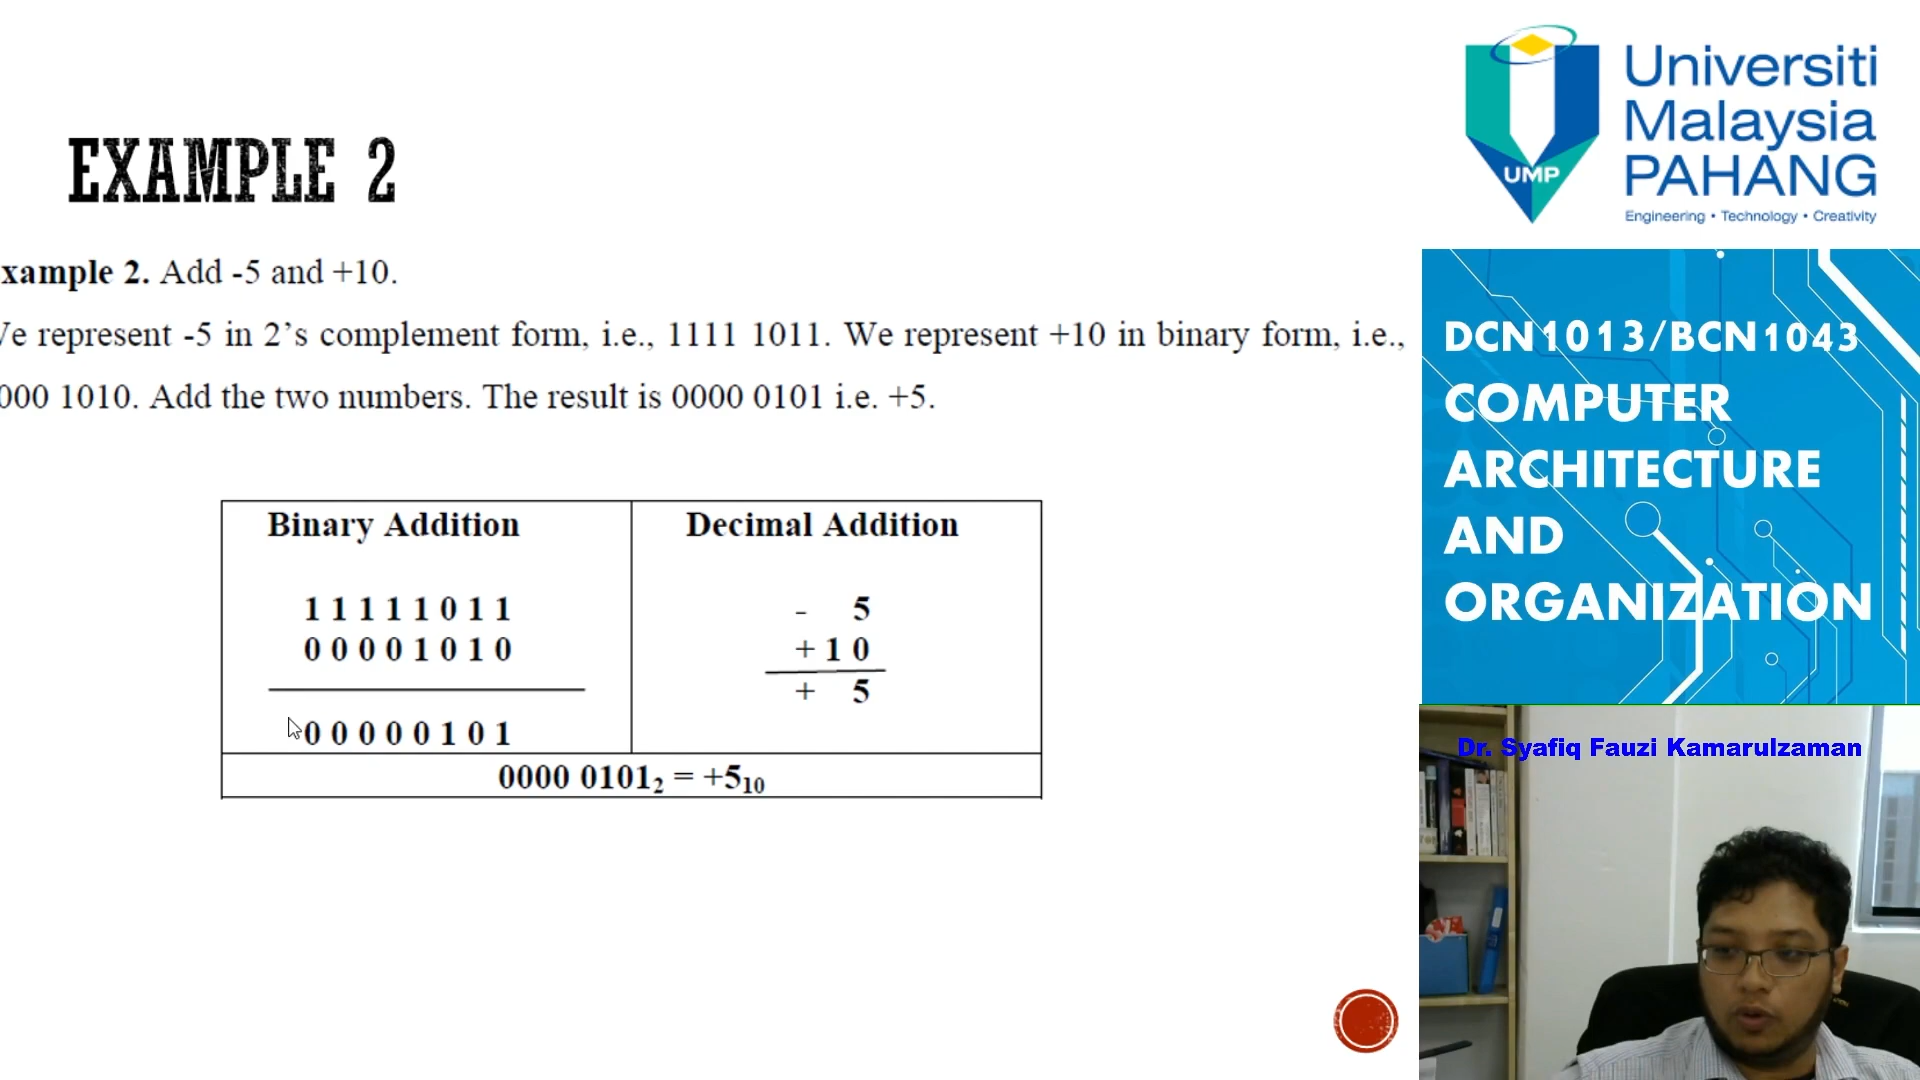 EXAMPLE 2
xample 2. Add -5 and +10.
Ve represent -5 in 2's complement form, i.e., 1111 1011. We represent +10 in binary form, i.e.,
000 1010. Add the two numbers. The result is 0000 0101 i.e. +5.
Binary Addition
1 1 1 1 1 0 1 1
0 0 0 0 1 0 1 0
0 0 0 0 0 1 0 1
Decimal Addition
- 5
+ 1 0
+ 5
0000 0101₂ = +5₁₀
UMP
Universiti
Malaysia
PAHANG
Engineering • Technology • Creativity
DCN1013/BCN1043
COMPUTER
ARCHITECTURE
AND
ORGANIZATION
Dr. Syafiq Fauzi Kamarulzaman